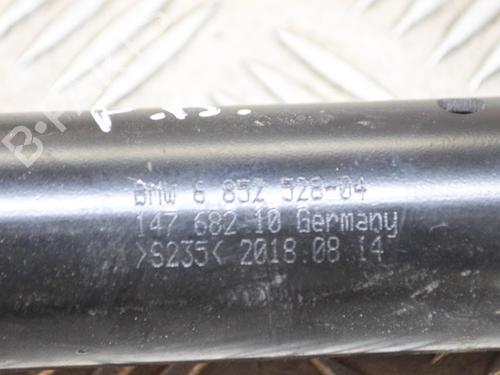 BMW 6 852 528-04
147 682 10 Germany
>S235< 2018.08.14